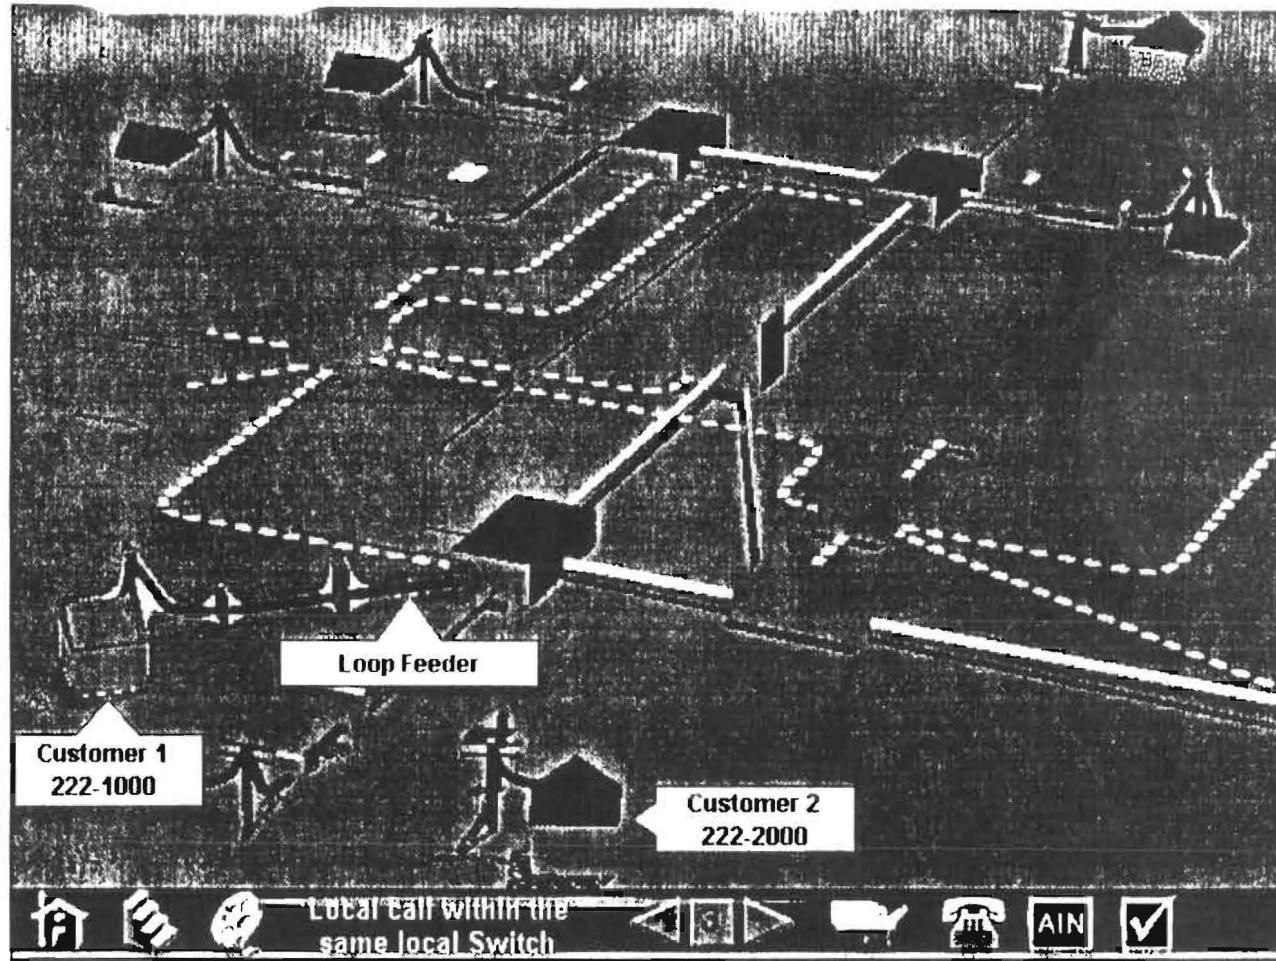 Loop Feeder
Customer 1
222-1000
Customer 2
222-2000
Local call within the
same local Switch
AIN